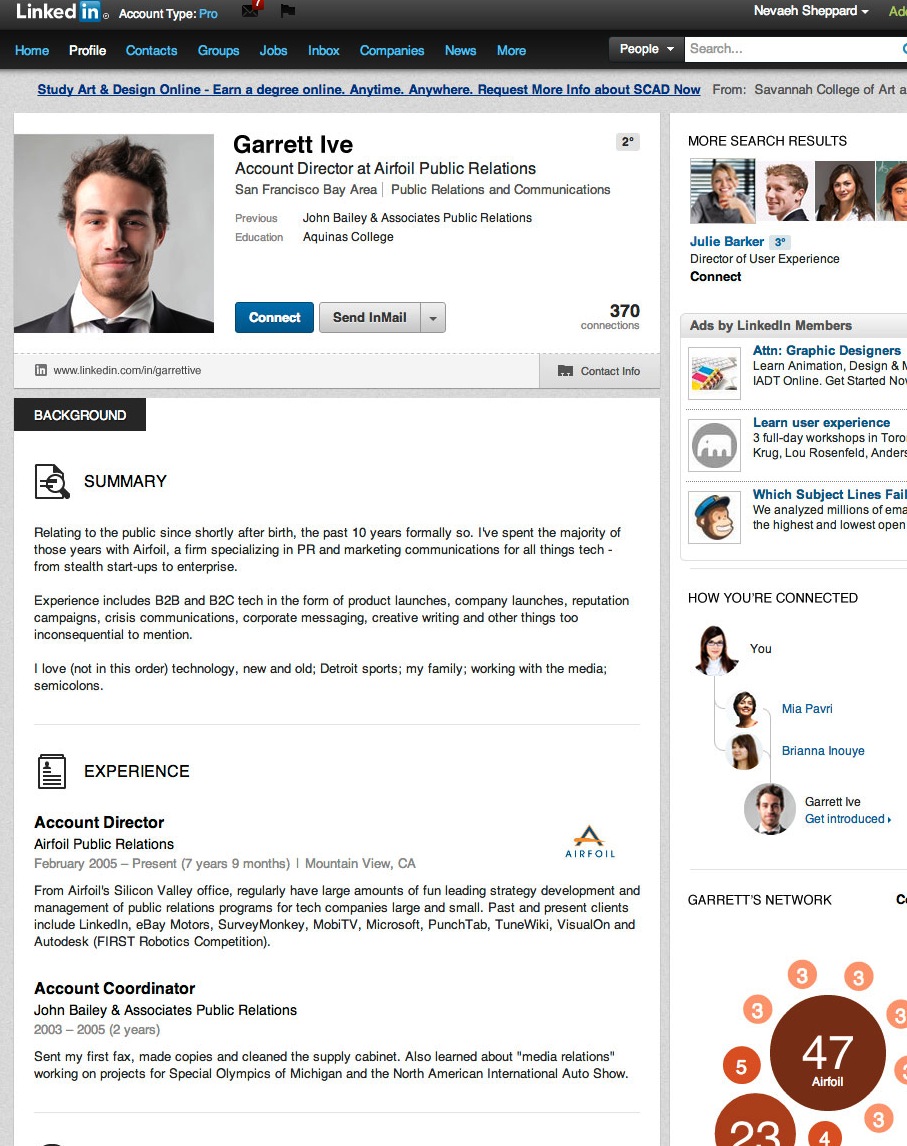 Linked in
Account Type: Pro
7
Nevaeh Sheppard
Home Profile Contacts Groups Jobs Inbox Companies News More
People
Search...
Study Art & Design Online - Earn a degree online. Anytime. Anywhere. Request More Info about SCAD Now From: Savannah College of Art a
Garrett Ive
2°
Account Director at Airfoil Public Relations
San Francisco Bay Area | Public Relations and Communications
Previous John Bailey & Associates Public Relations
Education Aquinas College
Connect
Send InMail
370
connections
www.linkedin.com/in/garrettive
Contact Info
BACKGROUND
SUMMARY
Relating to the public since shortly after birth, the past 10 years formally so. I've spent the majority of
those years with Airfoil, a firm specializing in PR and marketing communications for all things tech -
from stealth start-ups to enterprise.
Experience includes B2B and B2C tech in the form of product launches, company launches, reputation
campaigns, crisis communications, corporate messaging, creative writing and other things too
inconsequential to mention.
I love (not in this order) technology, new and old; Detroit sports; my family; working with the media;
semicolons.
EXPERIENCE
Account Director
Airfoil Public Relations
February 2005 – Present (7 years 9 months) | Mountain View, CA
AIRFOIL
From Airfoil's Silicon Valley office, regularly have large amounts of fun leading strategy development and
management of public relations programs for tech companies large and small. Past and present clients
include LinkedIn, eBay Motors, SurveyMonkey, MobiTV, Microsoft, PunchTab, TuneWiki, VisualOn and
Autodesk (FIRST Robotics Competition).
Account Coordinator
John Bailey & Associates Public Relations
2003 – 2005 (2 years)
Sent my first fax, made copies and cleaned the supply cabinet. Also learned about "media relations"
working on projects for Special Olympics of Michigan and the North American International Auto Show.
MORE SEARCH RESULTS
Julie Barker 3°
Director of User Experience
Connect
Ads by LinkedIn Members
Attn: Graphic Designers
Learn Animation, Design & M
IADT Online. Get Started Now
Learn user experience
3 full-day workshops in Toro
Krug, Lou Rosenfeld, Anders
Which Subject Lines Fail
We analyzed millions of ema
the highest and lowest open
HOW YOU'RE CONNECTED
You
Mia Pavri
Brianna Inouye
Garrett Ive
Get introduced
GARRETT'S NETWORK
3
3
3
3
47
Airfoil
5
3
3
23
4